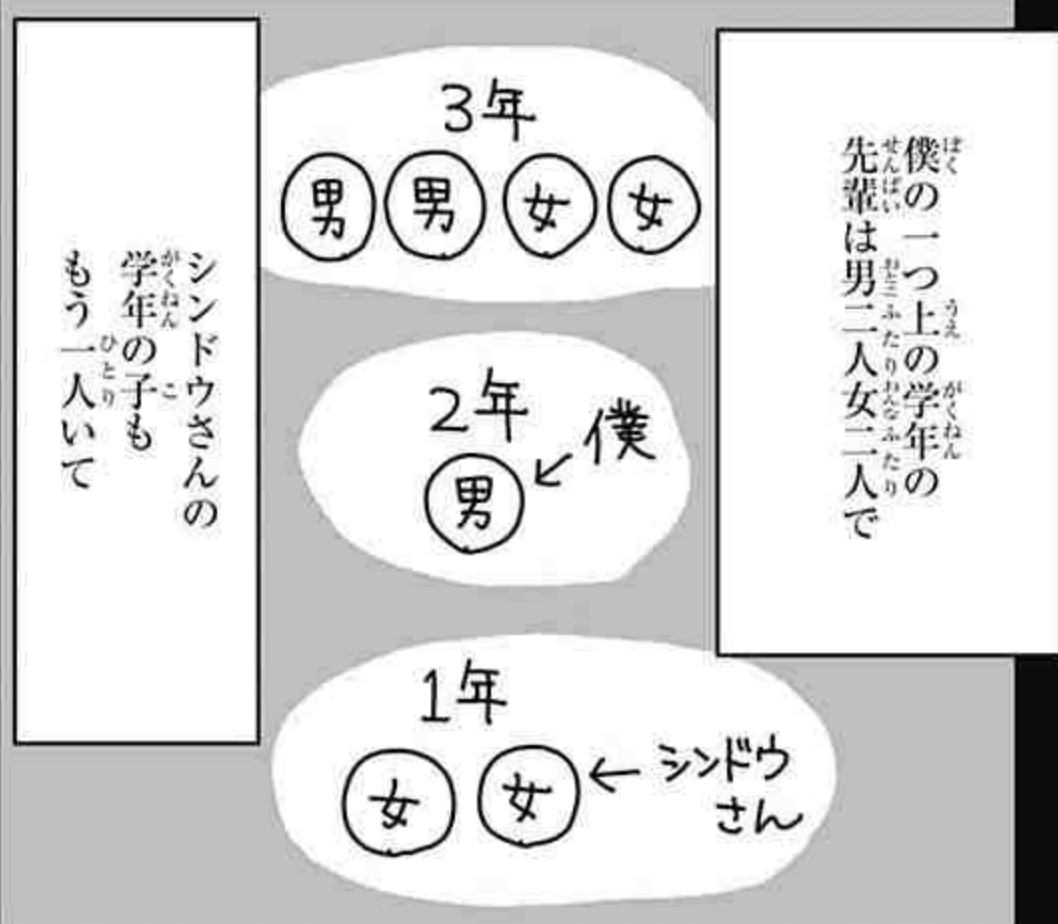 僕の一つ上の学年の
先輩は男二人女二人で
3年
男 男 女 女
2年
僕
男
1年
女 女
シンドウ
さん
シンドウさんの
学年の子も
もう一人いて